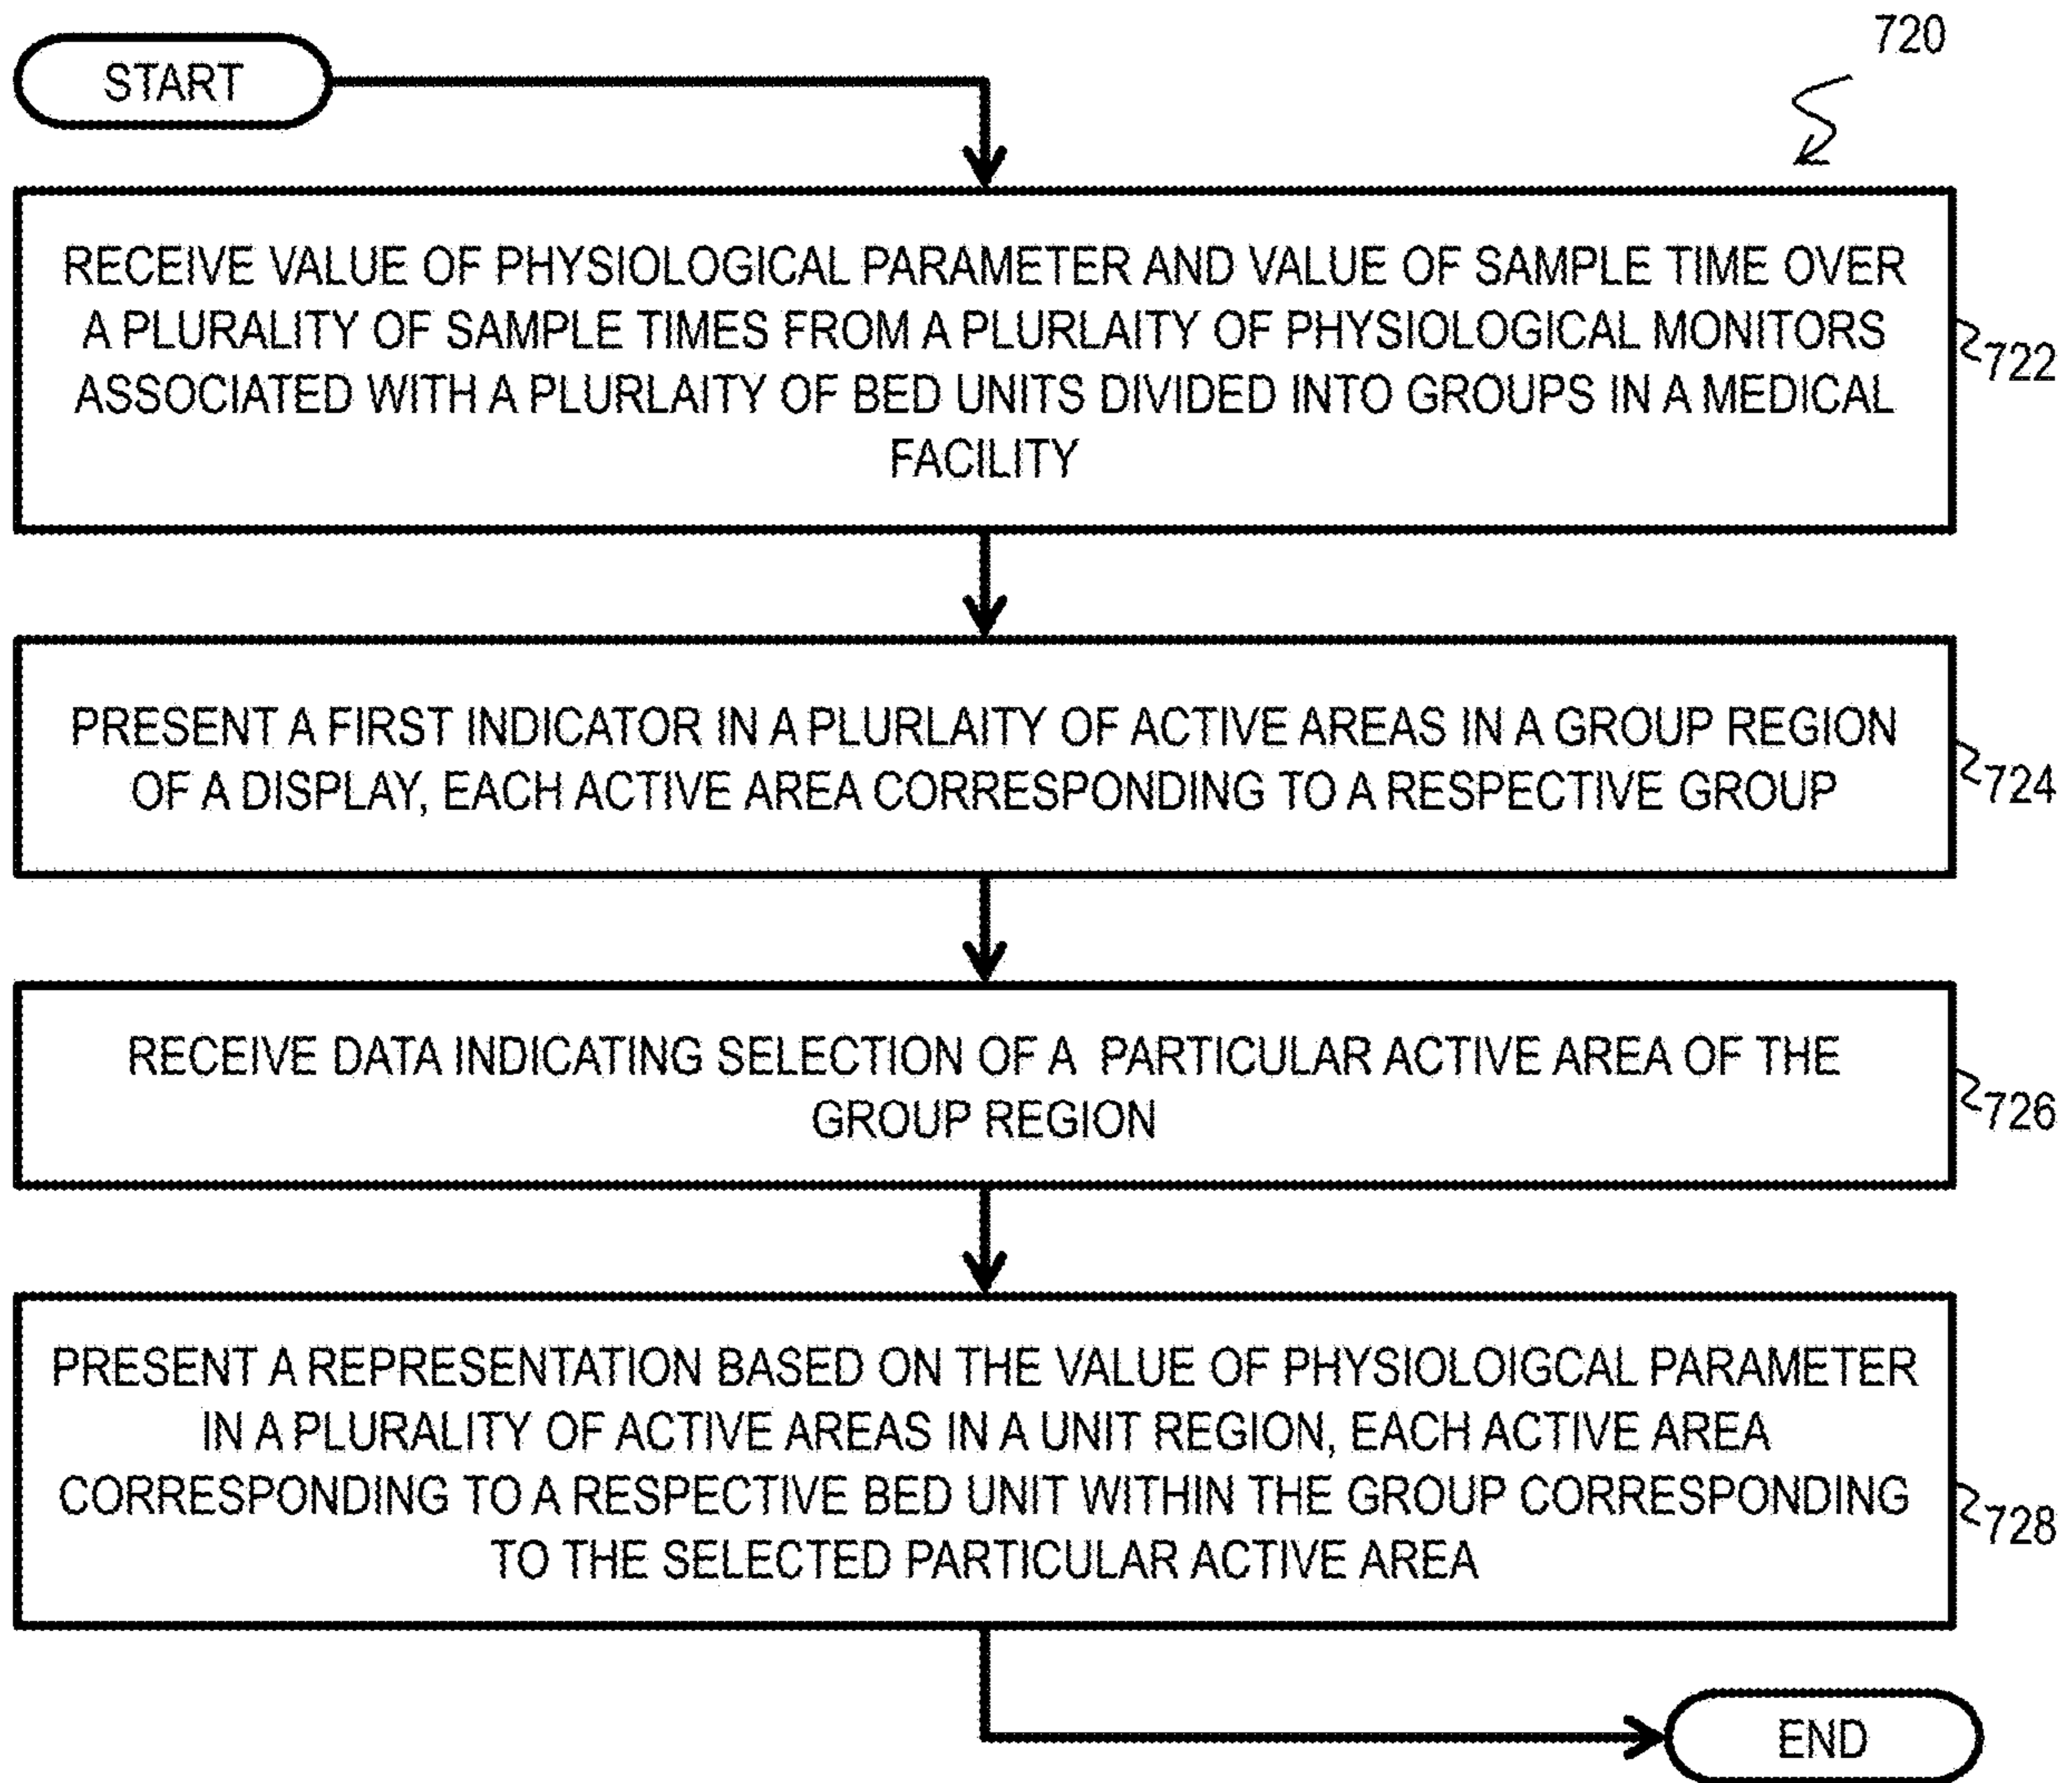 720
START
RECEIVE VALUE OF PHYSIOLOGICAL PARAMETER AND VALUE OF SAMPLE TIME OVER
A PLURALITY OF SAMPLE TIMES FROM A PLURLAITY OF PHYSIOLOGICAL MONITORS
ASSOCIATED WITH A PLURLAITY OF BED UNITS DIVIDED INTO GROUPS IN A MEDICAL
FACILITY
722
PRESENT A FIRST INDICATOR IN A PLURLAITY OF ACTIVE AREAS IN A GROUP REGION
OF A DISPLAY, EACH ACTIVE AREA CORRESPONDING TO A RESPECTIVE GROUP
724
RECEIVE DATA INDICATING SELECTION OF A PARTICULAR ACTIVE AREA OF THE
GROUP REGION
726
PRESENT A REPRESENTATION BASED ON THE VALUE OF PHYSIOLOIGCAL PARAMETER
IN A PLURALITY OF ACTIVE AREAS IN A UNIT REGION, EACH ACTIVE AREA
CORRESPONDING TO A RESPECTIVE BED UNIT WITHIN THE GROUP CORRESPONDING
TO THE SELECTED PARTICULAR ACTIVE AREA
728
END